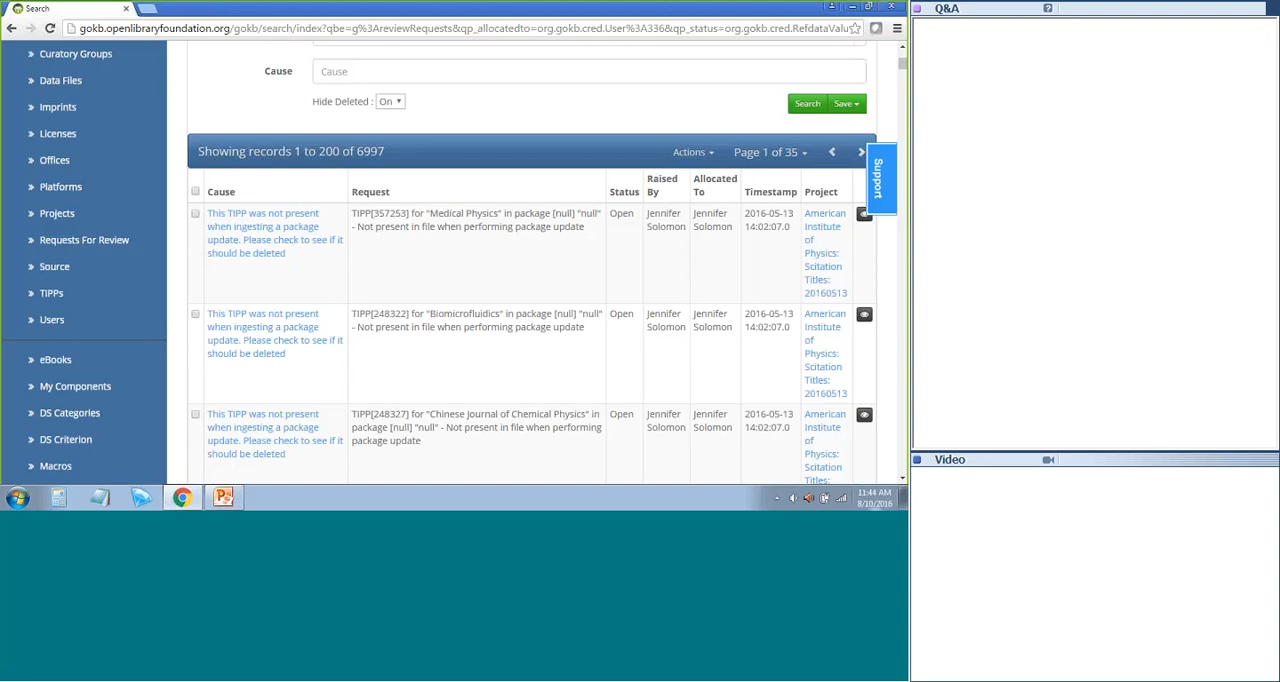 Search
gokb.openlibraryfoundation.org/gokb/search/index?qbe=g%3AreviewRequests&qp_allocatedto=org.gokb.cred.User%3A336&qp_status=org.gokb.cred.RefdataValu
Curatory Groups
Data Files
Imprints
Licenses
Offices
Platforms
Projects
Requests For Review
Source
TIPPs
Users
eBooks
My Components
DS Categories
DS Criterion
Macros
Cause
Cause
Hide Deleted : On
Search
Save
Showing records 1 to 200 of 6997
Actions
Page 1 of 35
Support
Cause
Request
Status
Raised
By
Allocated
To
Timestamp
Project
This TIPP was not present
when ingesting a package
update. Please check to see if it
should be deleted
TIPP[357253] for "Medical Physics" in package [null] "null"
- Not present in file when performing package update
Open
Jennifer
Solomon
Jennifer
Solomon
2016-05-13
14:02:07.0
American
Institute
of
Physics:
Scitation
Titles:
20160513
This TIPP was not present
when ingesting a package
update. Please check to see if it
should be deleted
TIPP[248322] for "Biomicrofluidics" in package [null] "null"
- Not present in file when performing package update
Open
Jennifer
Solomon
Jennifer
Solomon
2016-05-13
14:02:07.0
American
Institute
of
Physics:
Scitation
Titles:
20160513
This TIPP was not present
when ingesting a package
update. Please check to see if it
should be deleted
TIPP[248327] for "Chinese Journal of Chemical Physics" in
package [null] "null" - Not present in file when performing
package update
Open
Jennifer
Solomon
Jennifer
Solomon
2016-05-13
14:02:07.0
American
Institute
of
Physics:
Scitation
Titles:
11:44 AM
8/10/2016
Q&A
Video